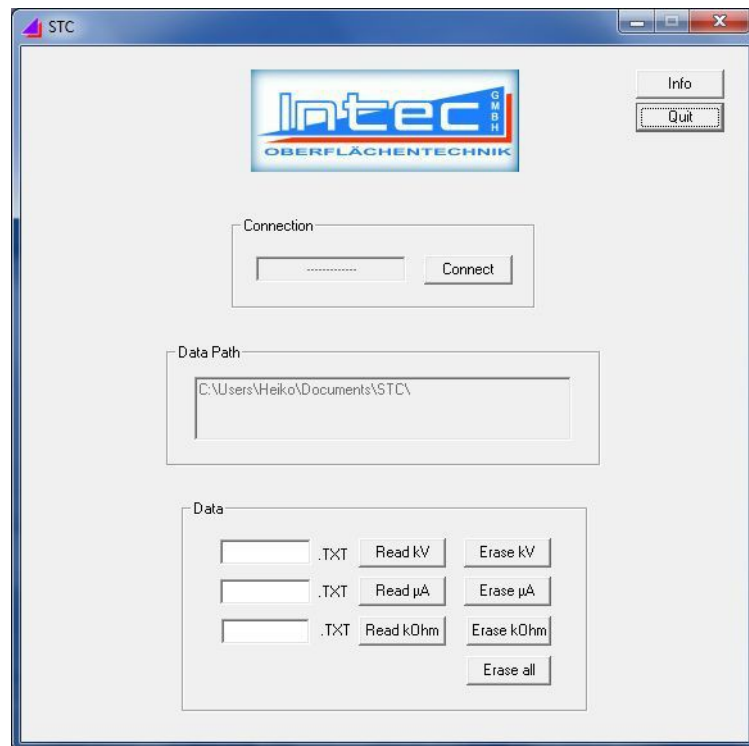 STC
Intec GMBH
OBERFLÄCHENTECHNIK
Info
Quit
Connection
------------- Connect
Data Path
C:\Users\Heiko\Documents\STC\
Data
.TXT Read kV Erase kV
.TXT Read µA Erase µA
.TXT Read kOhm Erase kOhm
Erase all